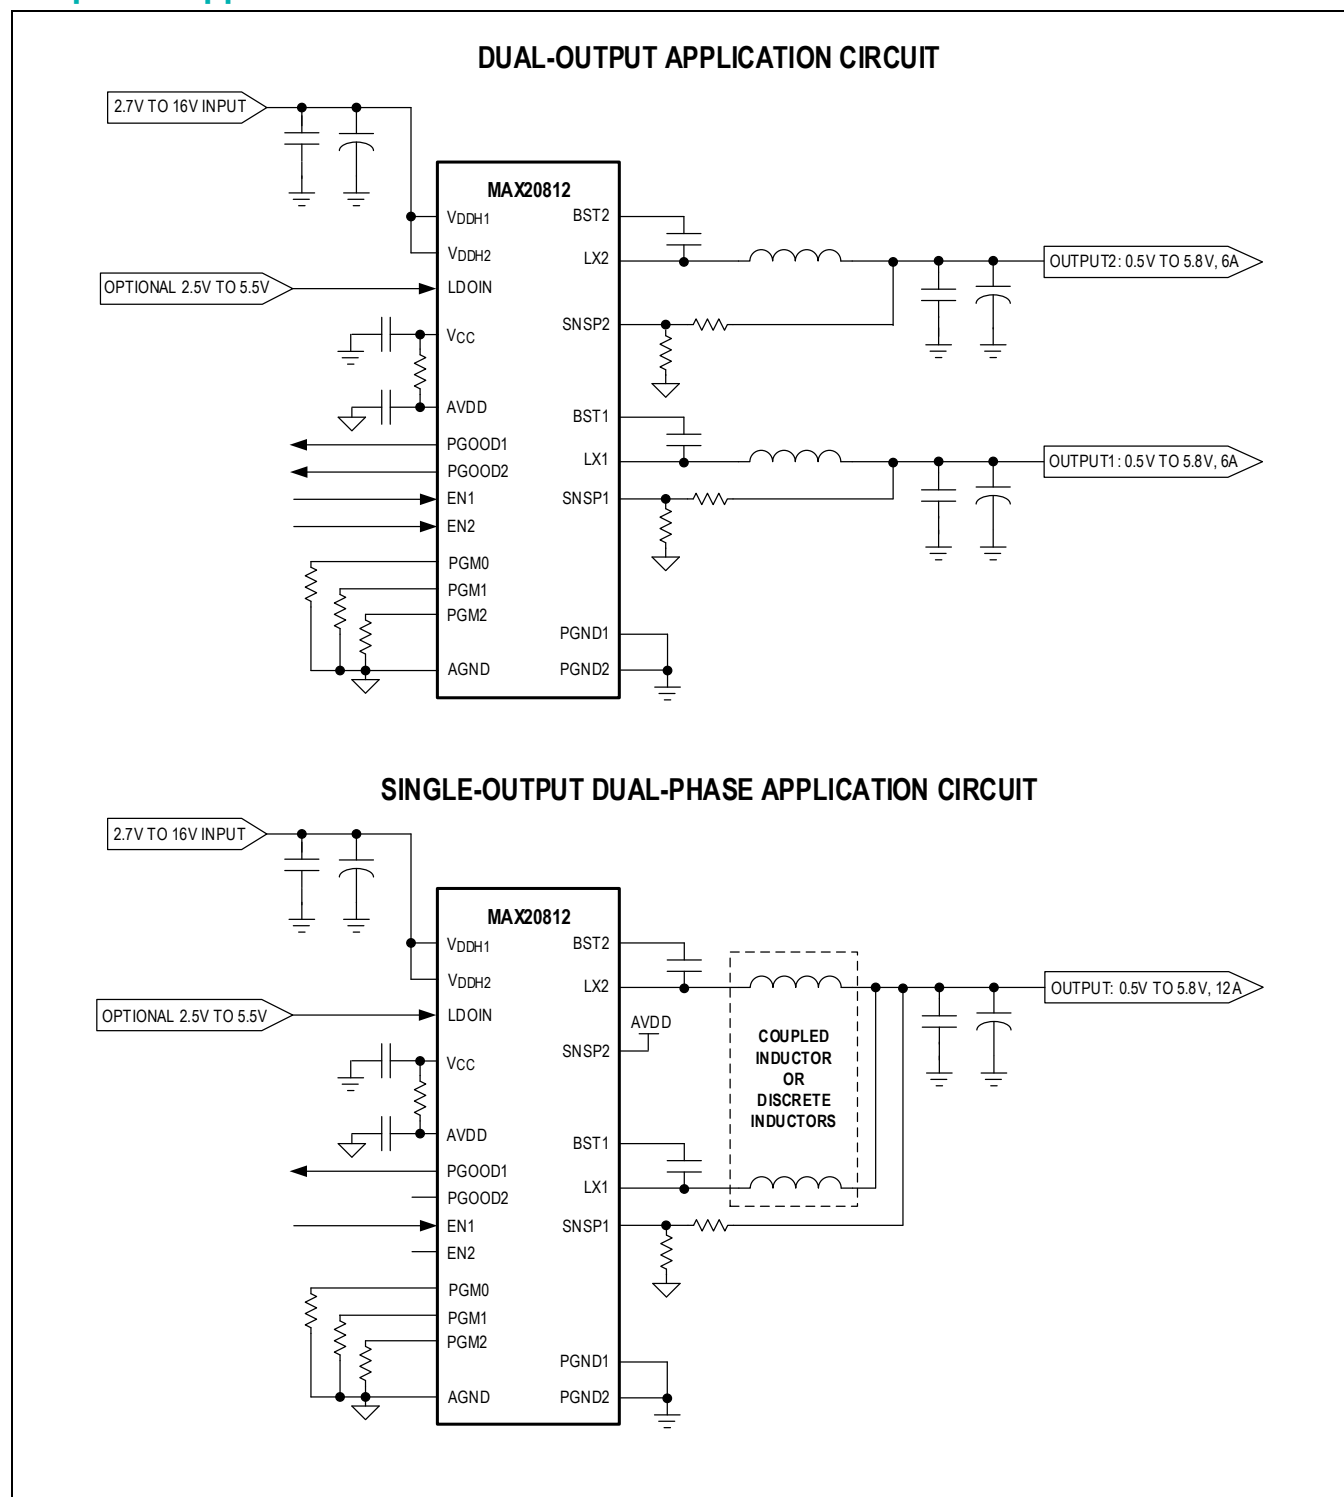 DUAL-OUTPUT APPLICATION CIRCUIT
2.7V TO 16V INPUT
MAX20812
VDDH1
BST2
VDDH2
LX2
OUTPUT2: 0.5V TO 5.8V, 6A
OPTIONAL 2.5V TO 5.5V
LDOIN
SNSP2
VCC
AVDD
BST1
PGOOD1
LX1
OUTPUT1: 0.5V TO 5.8V, 6A
PGOOD2
EN1
SNSP1
EN2
PGM0
PGM1
PGM2
PGND1
AGND
PGND2
SINGLE-OUTPUT DUAL-PHASE APPLICATION CIRCUIT
2.7V TO 16V INPUT
MAX20812
VDDH1
BST2
VDDH2
LX2
OUTPUT: 0.5V TO 5.8V, 12A
OPTIONAL 2.5V TO 5.5V
LDOIN
AVDD
SNSP2
COUPLED
INDUCTOR
OR
DISCRETE
INDUCTORS
VCC
AVDD
BST1
PGOOD1
LX1
PGOOD2
EN1
SNSP1
EN2
PGM0
PGM1
PGM2
PGND1
AGND
PGND2